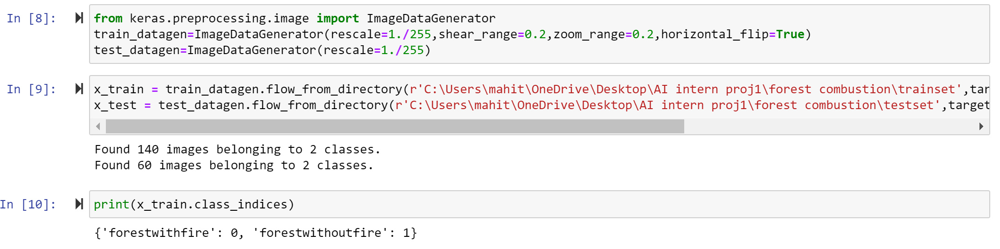 In [8]:
from keras.preprocessing.image import ImageDataGenerator
train_datagen=ImageDataGenerator(rescale=1./255,shear_range=0.2,zoom_range=0.2,horizontal_flip=True)
test_datagen=ImageDataGenerator(rescale=1./255)
In [9]:
x_train = train_datagen.flow_from_directory(r'C:\Users\mahit\OneDrive\Desktop\AI intern proj1\forest combustion\trainset',tar
x_test = test_datagen.flow_from_directory(r'C:\Users\mahit\OneDrive\Desktop\AI intern proj1\forest combustion\testset',target
Found 140 images belonging to 2 classes.
Found 60 images belonging to 2 classes.
In [10]:
print(x_train.class_indices)
{'forestwithfire': 0, 'forestwithoutfire': 1}